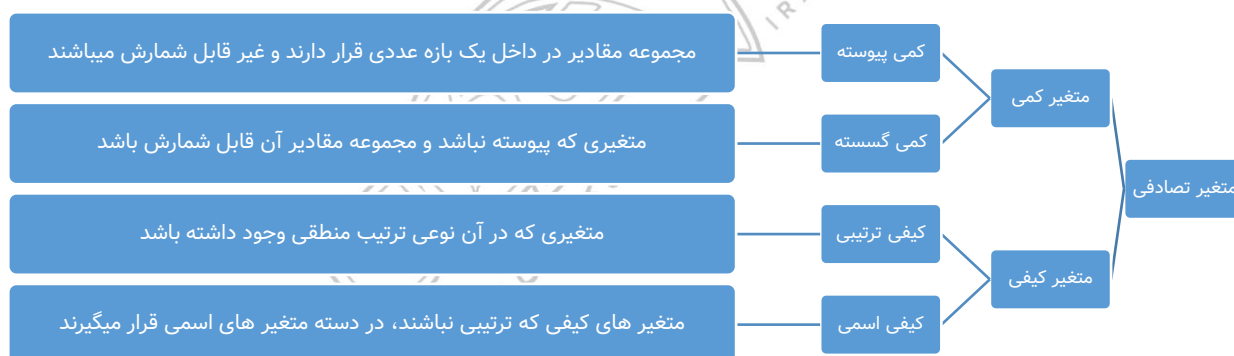 متغیر تصادفی
متغیر کمی
کمی پیوسته
مجموعه مقادیر در داخل یک بازه عددی قرار دارند و غیر قابل شمارش میباشند
کمی گسسته
متغیری که پیوسته نباشد و مجموعه مقادیر آن قابل شمارش باشد
متغیر کیفی
کیفی ترتیبی
متغیری که در آن نوعی ترتیب منطقی وجود داشته باشد
کیفی اسمی
متغیر های کیفی که ترتیبی نباشند، در دسته متغیر های اسمی قرار میگیرند
IR